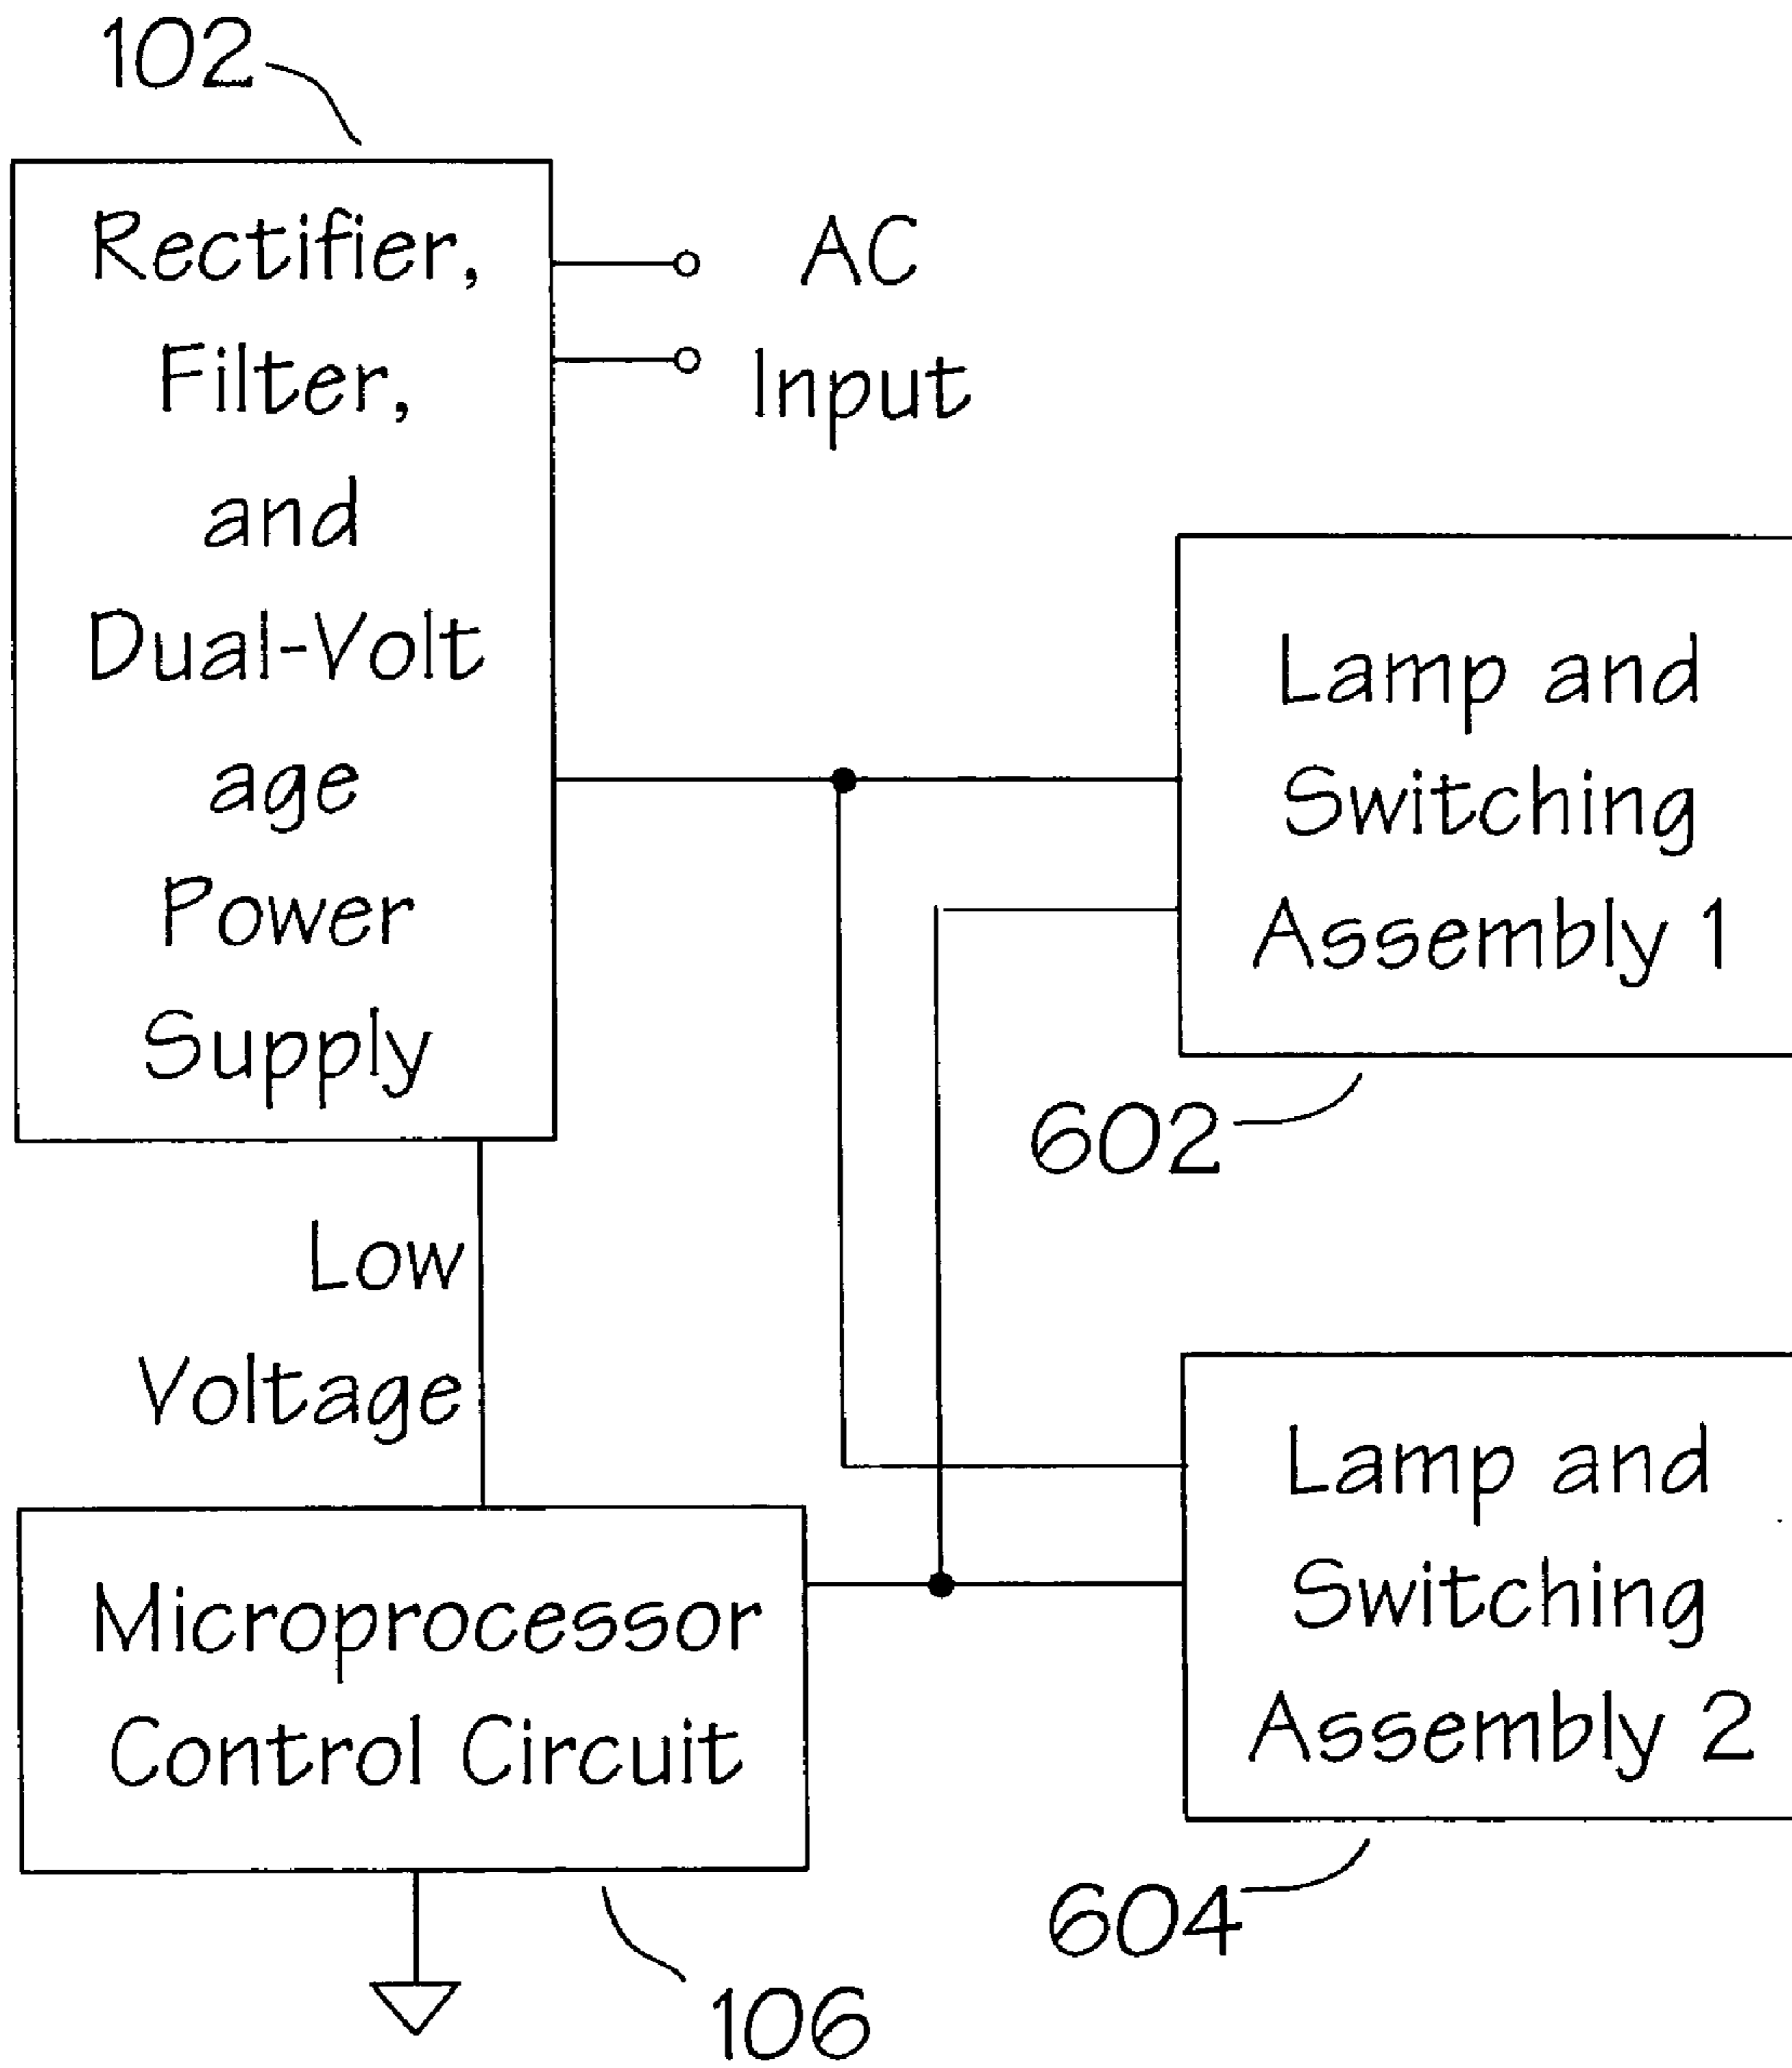 102
Rectifier,
Filter,
and
Dual-Volt
age
Power
Supply
AC
Input
Lamp and
Switching
Assembly 1
602
Low
Voltage
Lamp and
Switching
Assembly 2
604
Microprocessor
Control Circuit
106